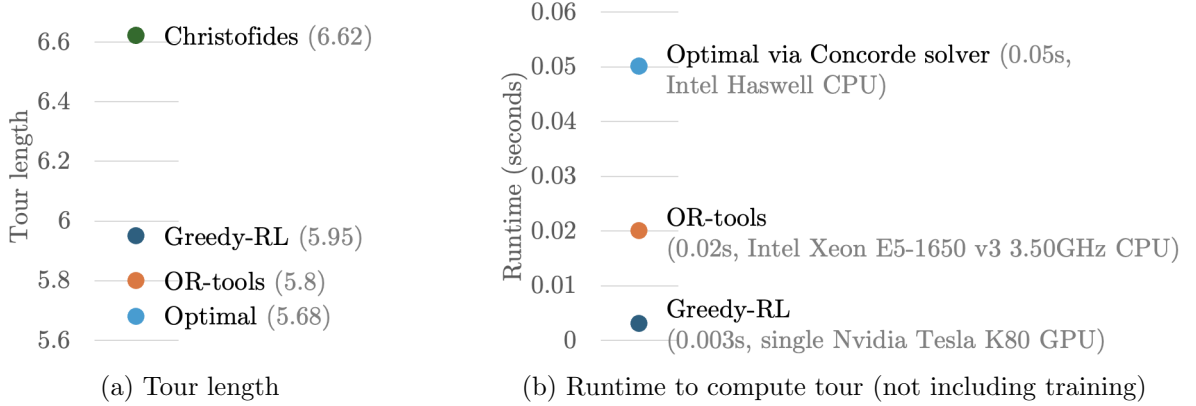 Tour length
6.6
6.4
6.2
6
5.8
5.6
Christofides (6.62)
Greedy-RL (5.95)
OR-tools (5.8)
Optimal (5.68)
(a) Tour length
Runtime (seconds)
0.06
0.05
0.04
0.03
0.02
0.01
0
Optimal via Concorde solver (0.05s,
Intel Haswell CPU)
OR-tools
(0.02s, Intel Xeon E5-1650 v3 3.50GHz CPU)
Greedy-RL
(0.003s, single Nvidia Tesla K80 GPU)
(b) Runtime to compute tour (not including training)